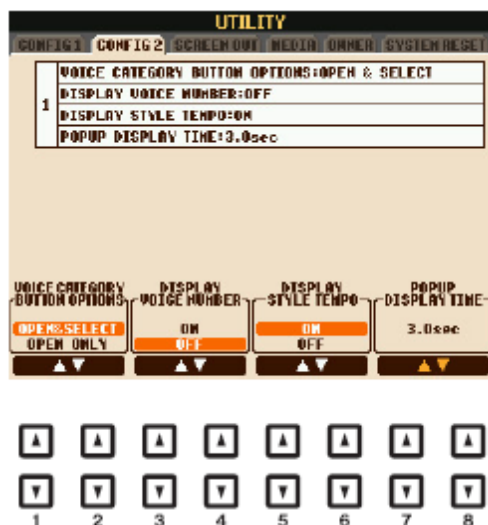 UTILITY
CONFIG 1 CONFIG 2 SCREEN OUT MEDIA OWNER SYSTEM RESET
1
VOICE CATEGORY BUTTON OPTIONS:OPEN & SELECT
DISPLAY VOICE NUMBER:OFF
DISPLAY STYLE TEMPO:ON
POPUP DISPLAY TIME:3.0sec
VOICE CATEGORY DISPLAY DISPLAY POPUP
BUTTON OPTIONS VOICE NUMBER STYLE TEMPO DISPLAY TIME
OPEN&SELECT ON ON 3.0sec
OPEN ONLY OFF OFF
1 2 3 4 5 6 7 8